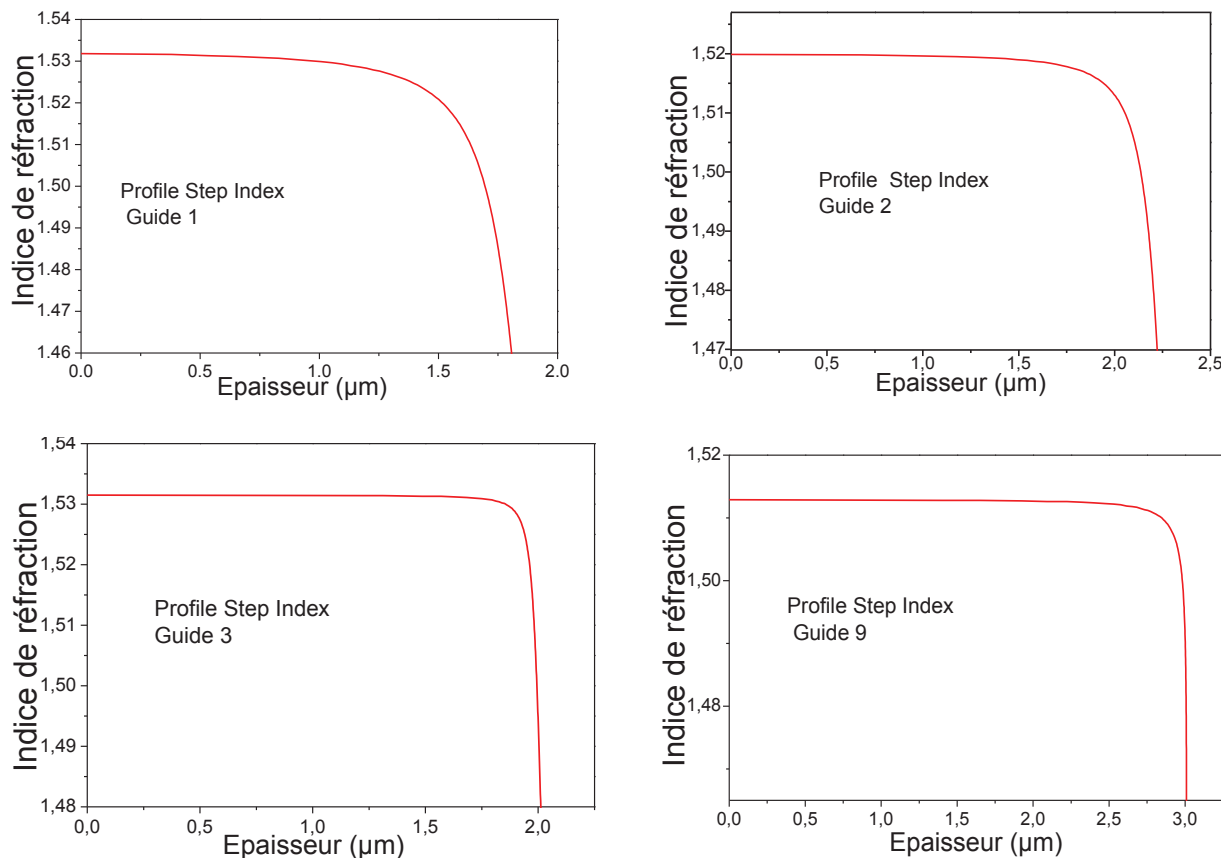 Indice de réfraction
1.54
1.53
1.52
1.51
1.50
1.49
1.48
1.47
1.46
Profile Step Index
Guide 1
0.0 0.5 1.0 1.5 2.0
Epaisseur (µm)
Indice de réfraction
1,52
1,51
1,50
1,49
1,48
1,47
Profile Step Index
Guide 2
0,0 0,5 1,0 1,5 2,0 2,5
Epaisseur (µm)
Indice de réfraction
1,54
1,53
1,52
1,51
1,50
1,49
1,48
Profile Step Index
Guide 3
0,0 0,5 1,0 1,5 2,0
Epaisseur (µm)
Indice de réfraction
1,52
1,50
1,48
Profile Step Index
Guide 9
0,0 0,5 1,0 1,5 2,0 2,5 3,0
Epaisseur (µm)